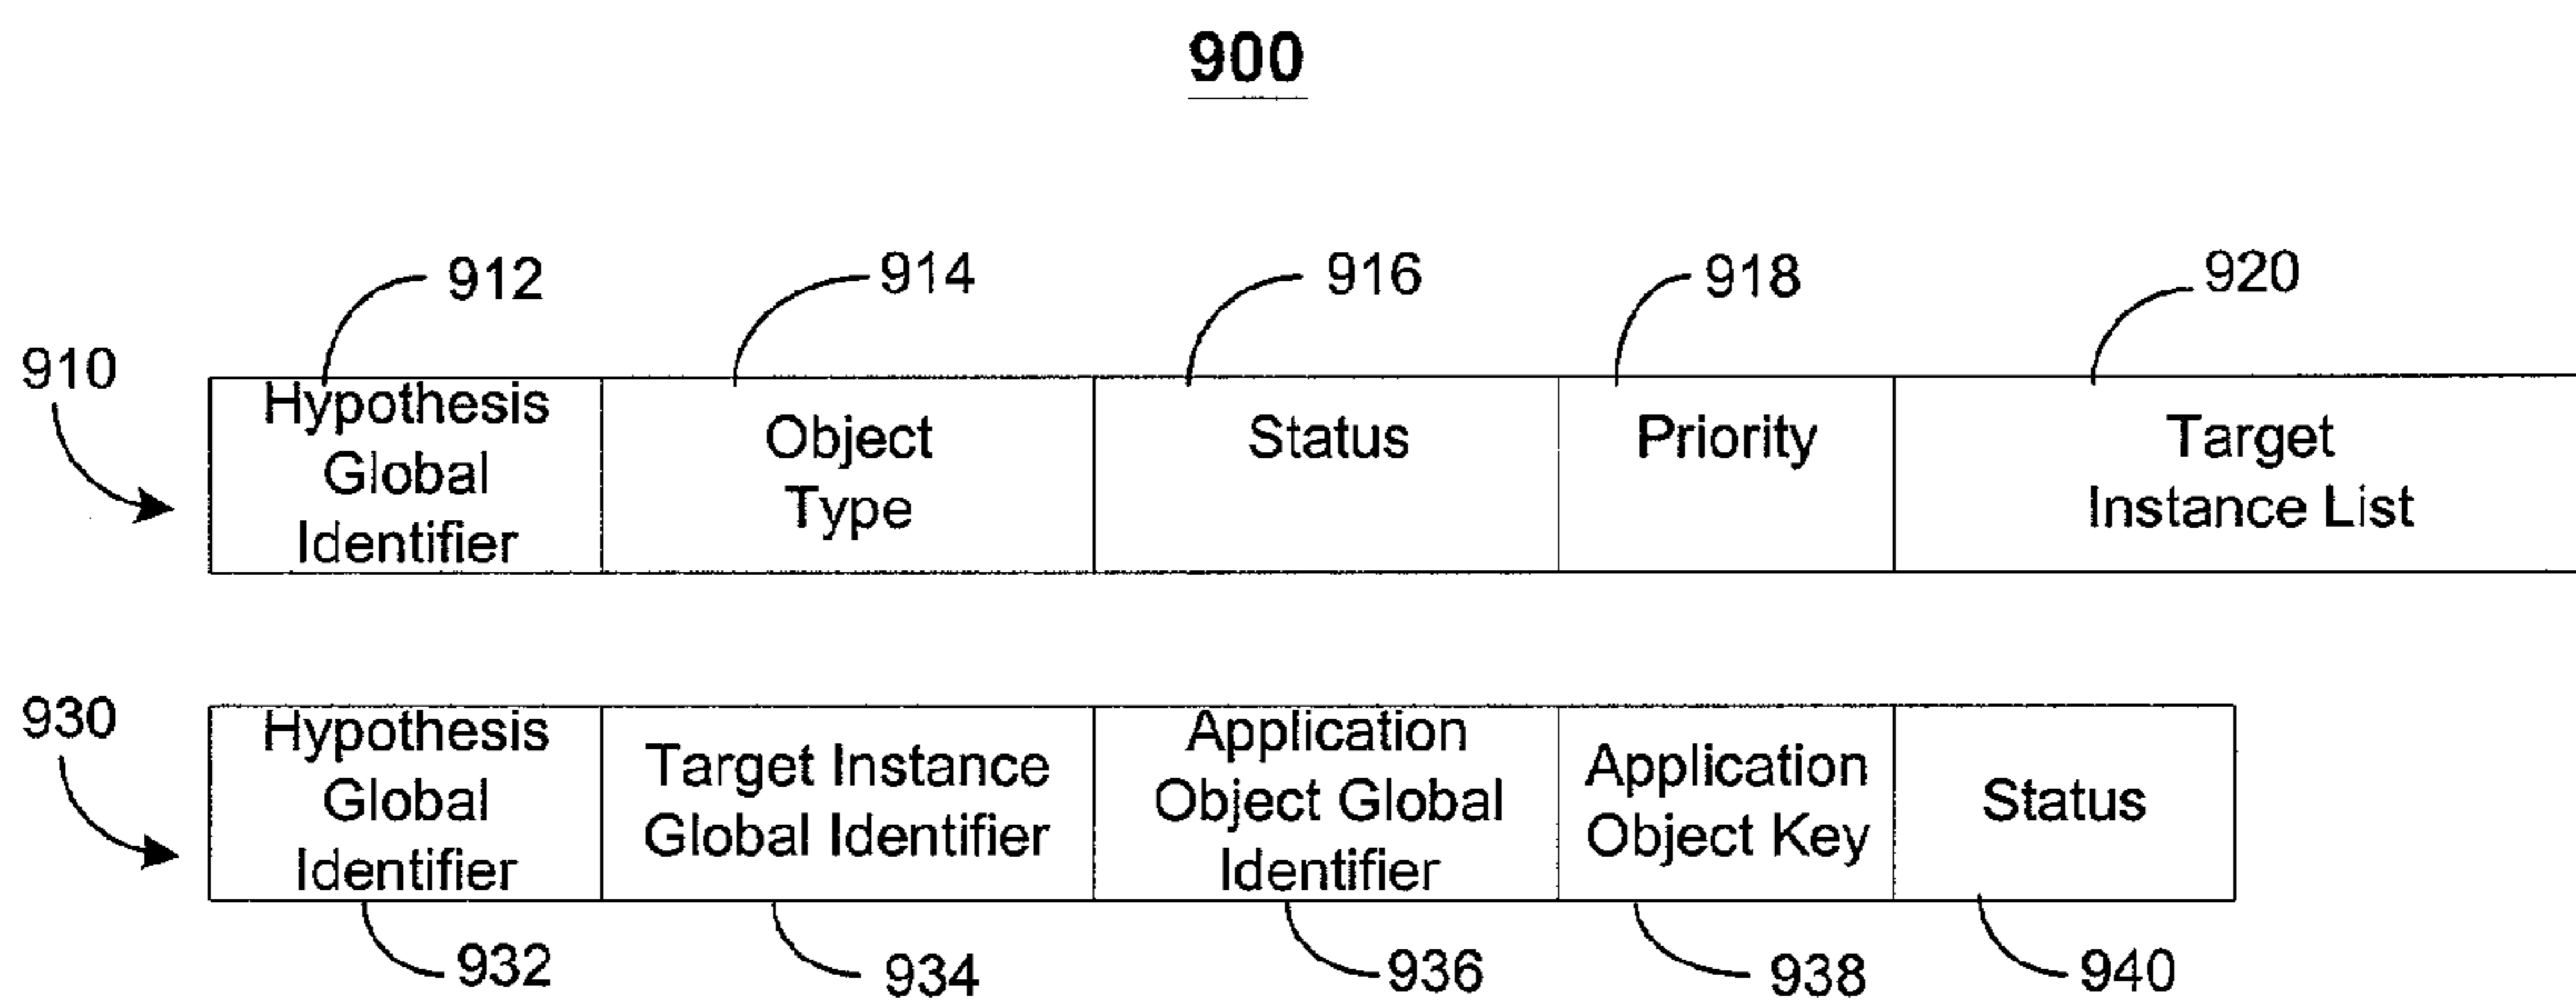 900
912
914
916
918
920
910
Hypothesis
Global
Identifier
Object
Type
Status
Priority
Target
Instance List
930
Hypothesis
Global
Identifier
Target Instance
Global Identifier
Application
Object Global
Identifier
Application
Object Key
Status
932
934
936
938
940